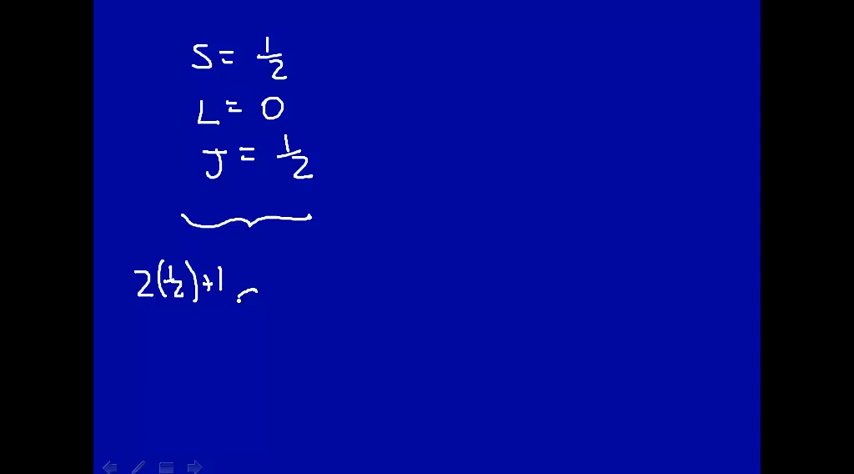 S = 1/2
L = 0
J = 1/2
2(1/2)+1